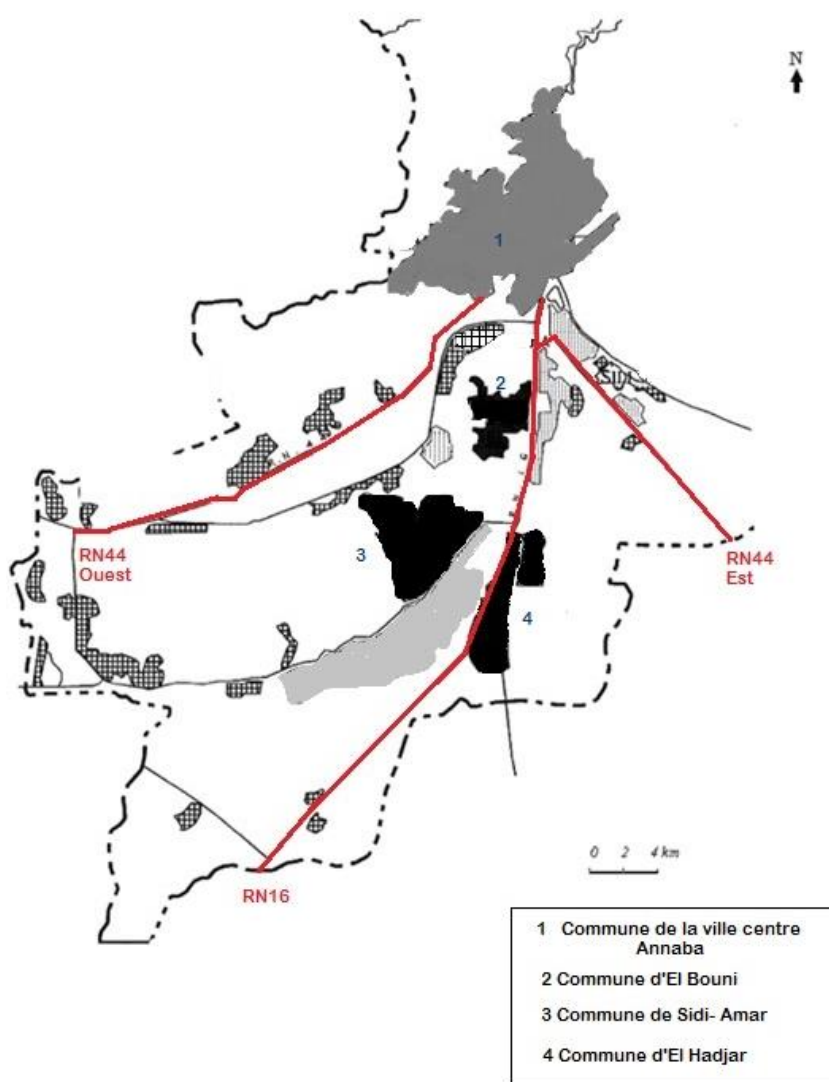 N
1
2
3
RN44
Ouest
RN44
Est
4
0 2 4 km
RN16
1 Commune de la ville centre
Annaba
2 Commune d'El Bouni
3 Commune de Sidi- Amar
4 Commune d'El Hadjar